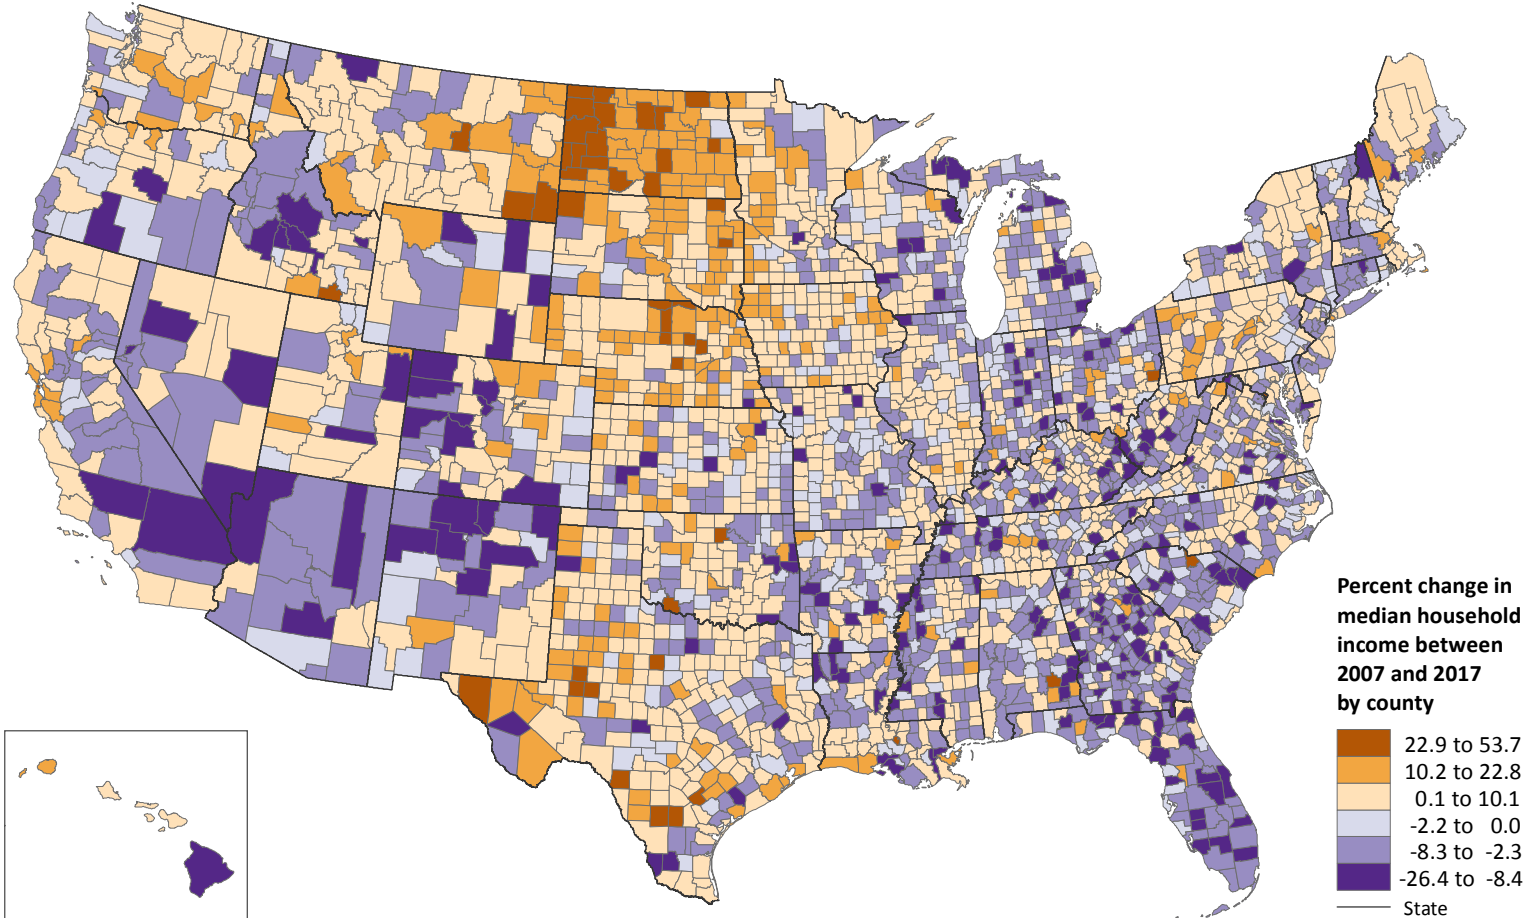 Percent change in
median household
income between
2007 and 2017
by county
22.9 to 53.7
10.2 to 22.8
0.1 to 10.1
-2.2 to 0.0
-8.3 to -2.3
-26.4 to -8.4
State